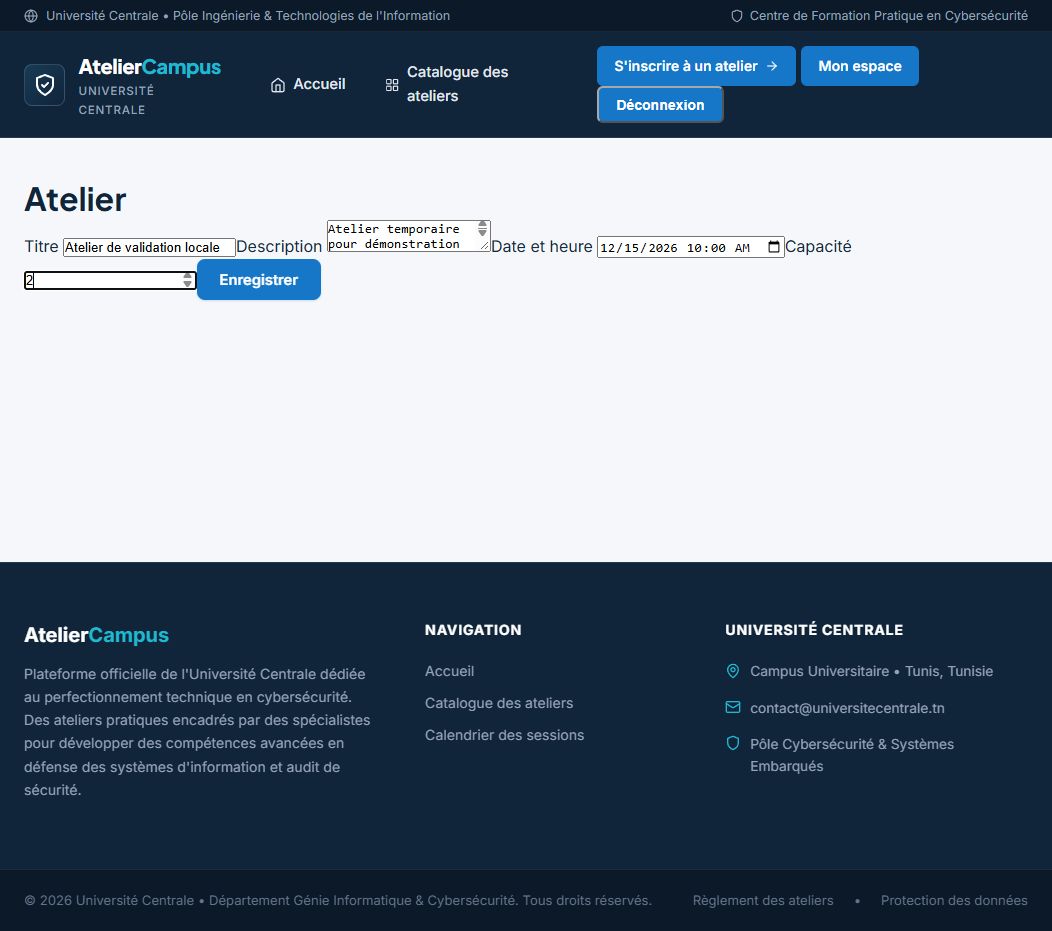 Université Centrale • Pôle Ingénierie & Technologies de l'Information
Centre de Formation Pratique en Cybersécurité
AtelierCampus
UNIVERSITÉ
CENTRALE
Accueil
Catalogue des
ateliers
S'inscrire à un atelier →
Mon espace
Déconnexion
Atelier
Titre Atelier de validation locale
Description Atelier temporaire
pour démonstration
Date et heure 12/15/2026 10:00 AM
Capacité
2
Enregistrer
AtelierCampus
Plateforme officielle de l'Université Centrale dédiée
au perfectionnement technique en cybersécurité.
Des ateliers pratiques encadrés par des spécialistes
pour développer des compétences avancées en
défense des systèmes d'information et audit de
sécurité.
NAVIGATION
Accueil
Catalogue des ateliers
Calendrier des sessions
UNIVERSITÉ CENTRALE
Campus Universitaire • Tunis, Tunisie
contact@universitecentrale.tn
Pôle Cybersécurité & Systèmes
Embarqués
© 2026 Université Centrale • Département Génie Informatique & Cybersécurité. Tous droits réservés.
Règlement des ateliers • Protection des données